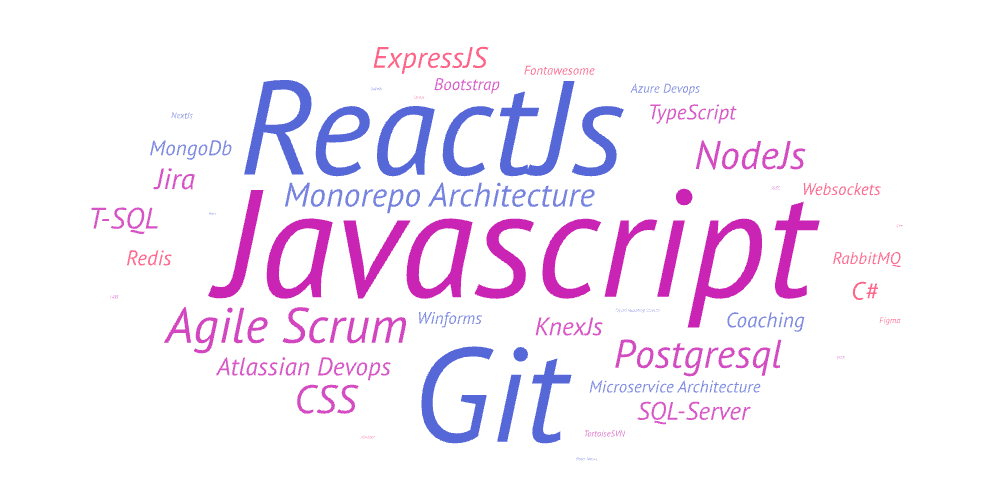 ExpressJS
Fontawesome
Bootstrap
Azure Devops
ReactJs
TypeScript
NextJs
MongoDb
NodeJs
Jira
Monorepo Architecture
Websockets
Javascript
T-SQL
Redis
RabbitMQ
C#
Agile Scrum
Winforms
KnexJs
Coaching
Figma
Postgresql
Atlassian Devops
Git
Microservice Architecture
CSS
SQL-Server
TortoiseSVN